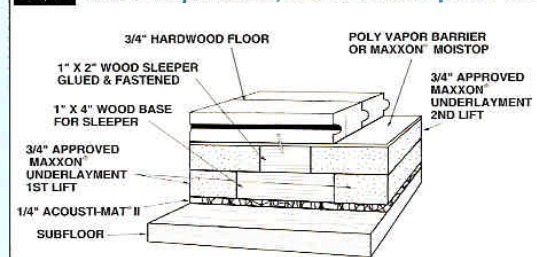 3/4" HARDWOOD FLOOR
1" X 2" WOOD SLEEPER
GLUED & FASTENED
1" X 4" WOOD BASE
FOR SLEEPER
3/4" APPROVED
MAXXON®
UNDERLAYMENT
1ST LIFT
1/4" ACOUSTI-MAT® II
SUBFLOOR
POLY VAPOR BARRIER
OR MAXXON® MOISTOP
3/4" APPROVED
MAXXON®
UNDERLAYMENT
2ND LIFT